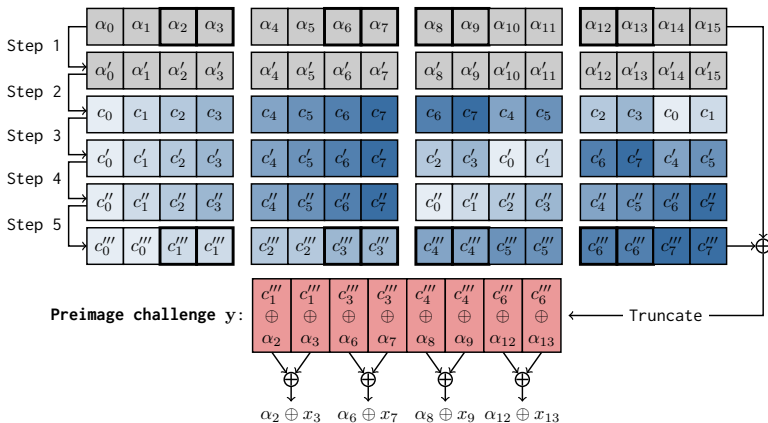 α₀ α₁ α₂ α₃ α₄ α₅ α₆ α₇ α₈ α₉ α₁₀ α₁₁ α₁₂ α₁₃ α₁₄ α₁₅
Step 1
α′₀ α′₁ α′₂ α′₃ α′₄ α′₅ α′₆ α′₇ α′₈ α′₉ α′₁₀ α′₁₁ α′₁₂ α′₁₃ α′₁₄ α′₁₅
Step 2
c₀ c₁ c₂ c₃ c₄ c₅ c₆ c₇ c₆ c₇ c₄ c₅ c₂ c₃ c₀ c₁
Step 3
c′₀ c′₁ c′₂ c′₃ c′₄ c′₅ c′₆ c′₇ c′₂ c′₃ c′₀ c′₁ c′₆ c′₇ c′₄ c′₅
Step 4
c″₀ c″₁ c″₂ c″₃ c″₄ c″₅ c″₆ c″₇ c″₀ c″₁ c″₂ c″₃ c″₄ c″₅ c″₆ c″₇
Step 5
c‴₀ c‴₀ c‴₁ c‴₁ c‴₂ c‴₂ c‴₃ c‴₃ c‴₄ c‴₄ c‴₅ c‴₅ c‴₆ c‴₆ c‴₇ c‴₇ ⊕
c‴₁ c‴₁ c‴₃ c‴₃ c‴₄ c‴₄ c‴₆ c‴₆
Preimage challenge y: ⊕ ⊕ ⊕ ⊕ ⊕ ⊕ ⊕ ⊕ Truncate
α₂ α₃ α₆ α₇ α₈ α₉ α₁₂ α₁₃
⊕ ⊕ ⊕ ⊕
α₂ ⊕ x₃ α₆ ⊕ x₇ α₈ ⊕ x₉ α₁₂ ⊕ x₁₃